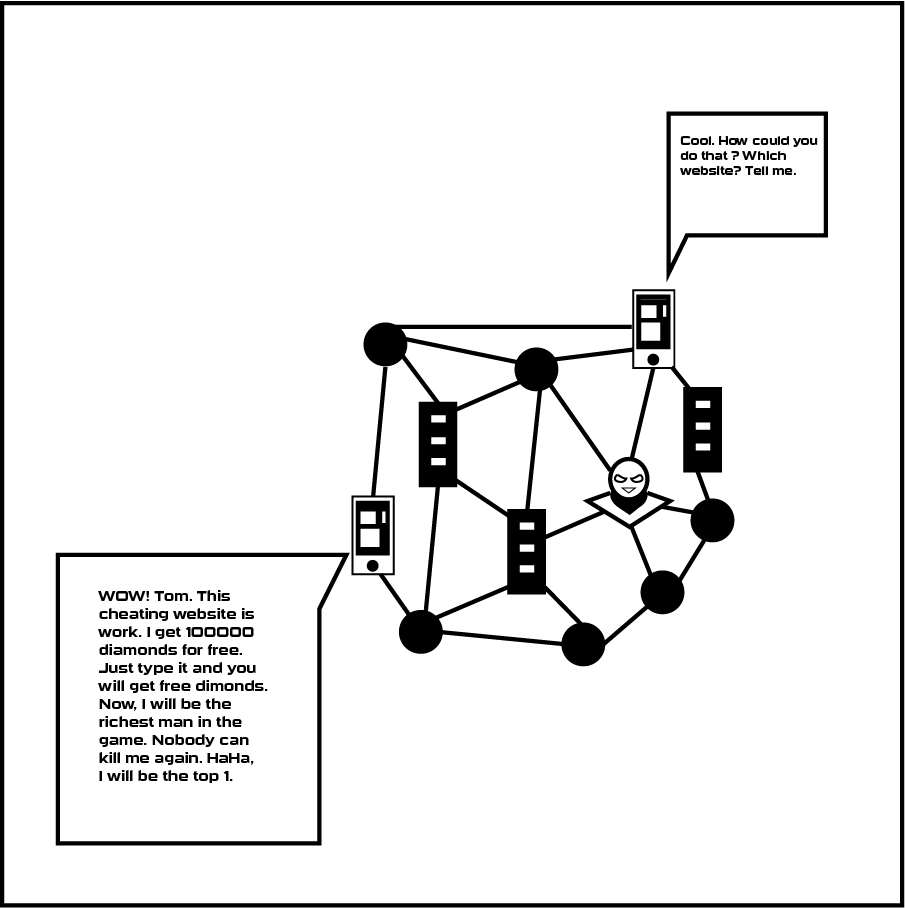 Cool. How could you
do that ? Which
website? Tell me.
WOW! Tom. This
cheating website is
work. I get 100000
diamonds for free.
Just type it and you
will get free dimonds.
Now, I will be the
richest man in the
game. Nobody can
kill me again. HaHa,
I will be the top 1.